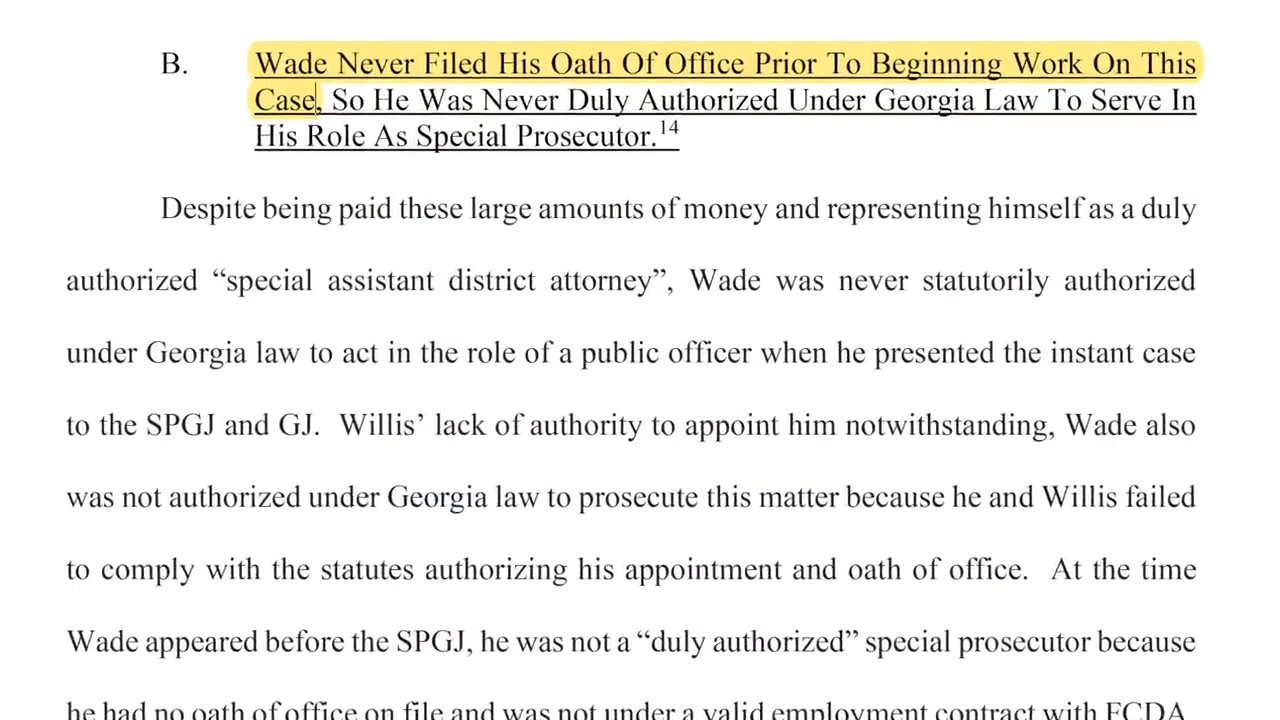 B. Wade Never Filed His Oath Of Office Prior To Beginning Work On This
Case, So He Was Never Duly Authorized Under Georgia Law To Serve In
His Role As Special Prosecutor.14
Despite being paid these large amounts of money and representing himself as a duly
authorized “special assistant district attorney”, Wade was never statutorily authorized
under Georgia law to act in the role of a public officer when he presented the instant case
to the SPGJ and GJ. Willis’ lack of authority to appoint him notwithstanding, Wade also
was not authorized under Georgia law to prosecute this matter because he and Willis failed
to comply with the statutes authorizing his appointment and oath of office. At the time
Wade appeared before the SPGJ, he was not a “duly authorized” special prosecutor because
he had no oath of office on file and was not under a valid employment contract with FCDA.